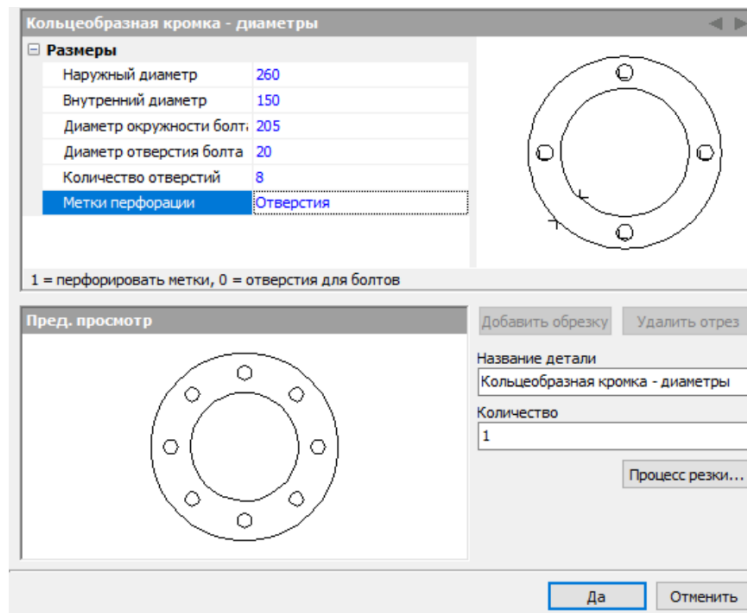 Кольцеобразная кромка - диаметры
Размеры
Наружный диаметр 260
Внутренний диаметр 150
Диаметр окружности болт 205
Диаметр отверстия болта 20
Количество отверстий 8
Метки перфорации Отверстия
1 = перфорировать метки, 0 = отверстия для болтов
Пред. просмотр
Добавить обрезку Удалить отрез
Название детали
Кольцеобразная кромка - диаметры
Количество
1
Процесс резки...
Да Отменить